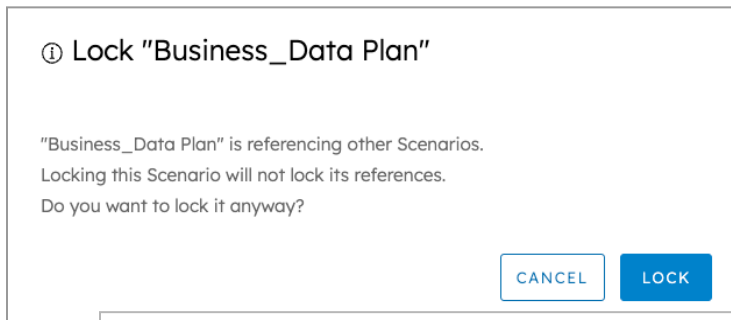 Lock "Business_Data Plan"
"Business_Data Plan" is referencing other Scenarios.
Locking this Scenario will not lock its references.
Do you want to lock it anyway?
CANCEL
LOCK